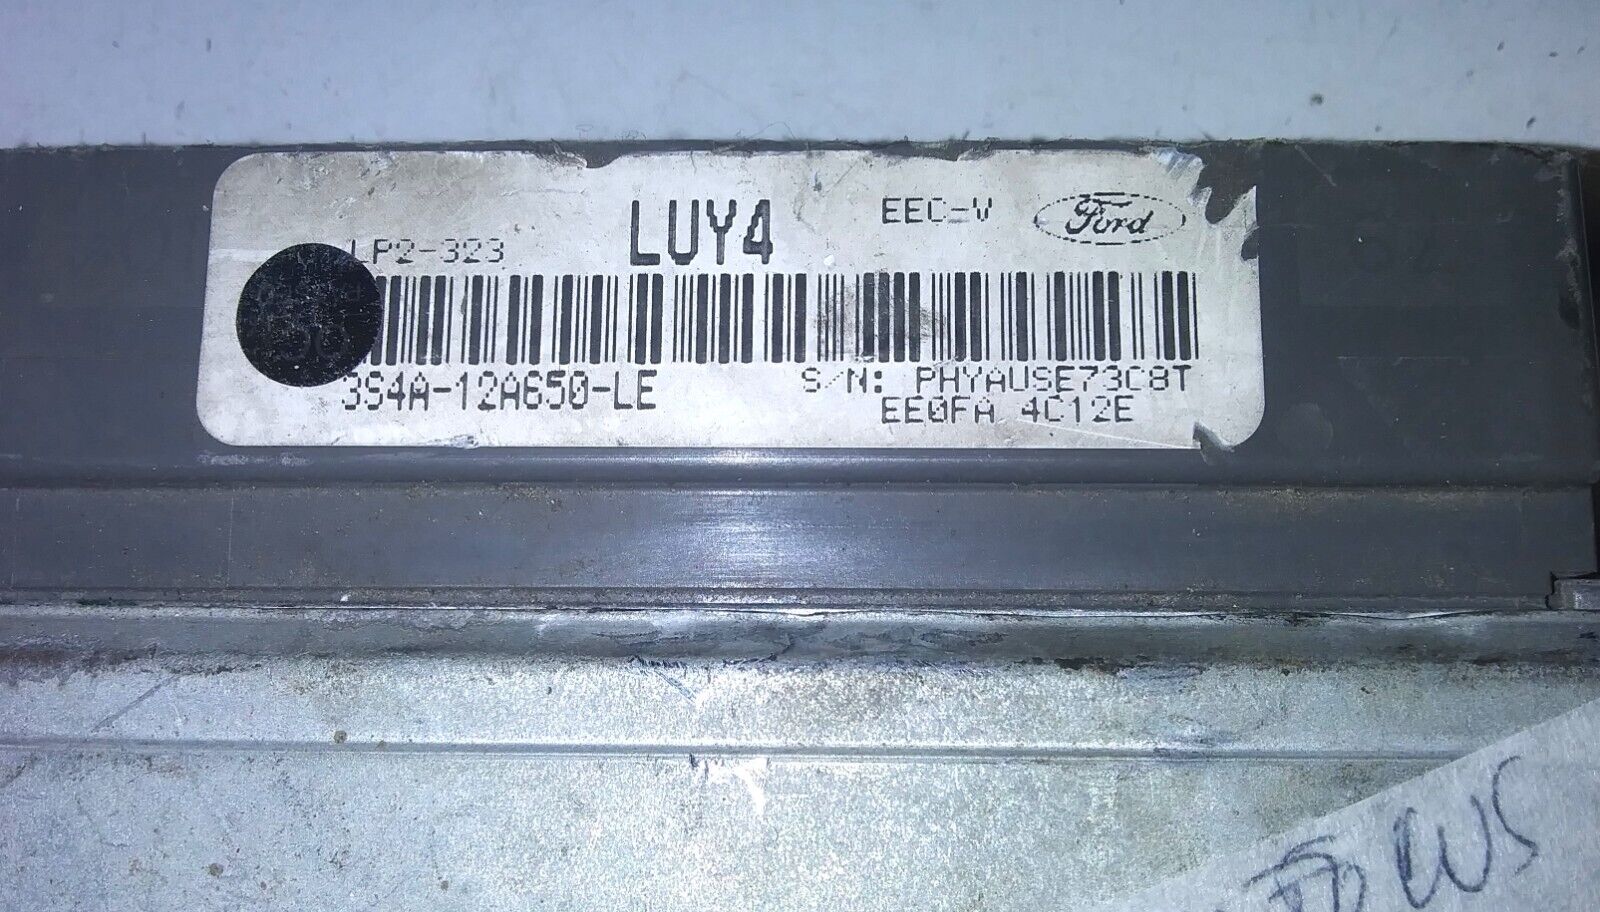 LUY4
EEC-V
Ford
LP2-323
3S4A-12A650-LE
S/N: PHYAUSE73C8T
EE0FA 4C12E